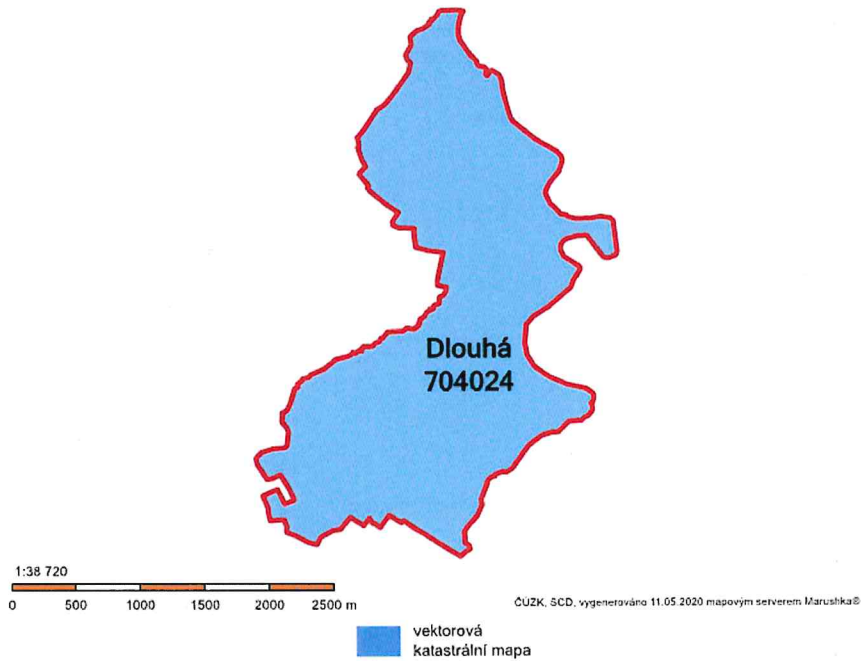 Dlouhá
704024
1:38 720
0 500 1000 1500 2000 2500 m
ČÚZK, SCD, vygenerováno 11.05.2020 mapovým serverem Marushka®
vektorová
katastrální mapa